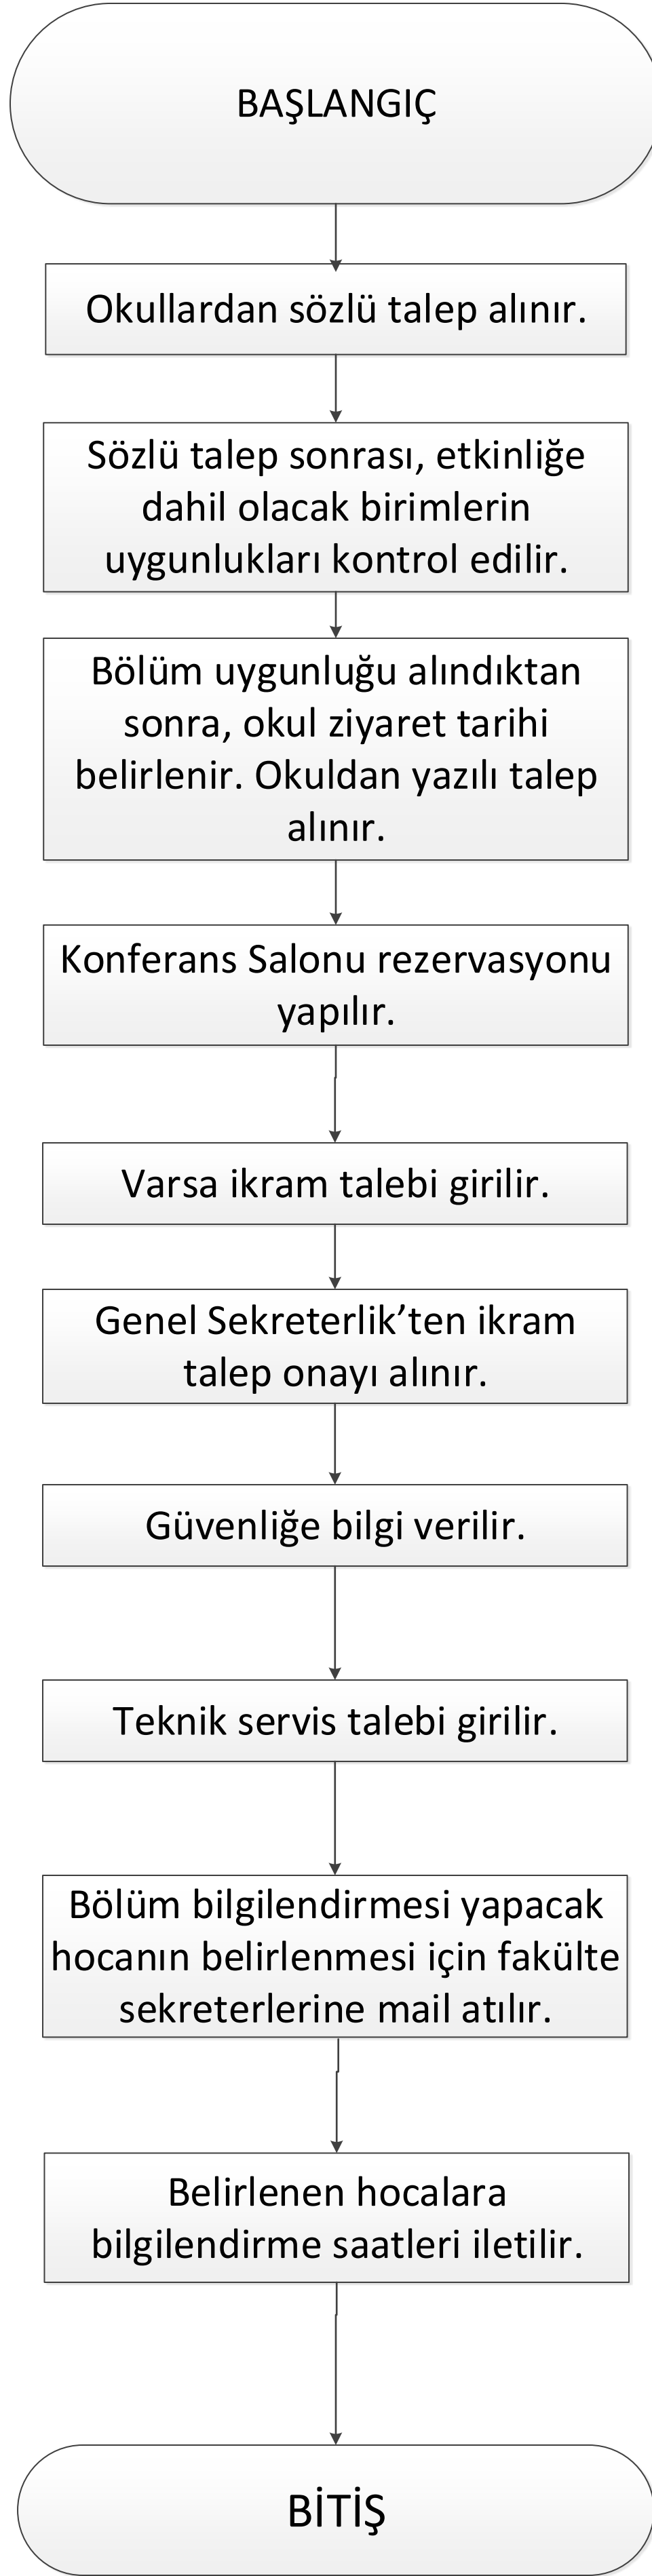 BAŞLANGIÇ
Okullardan sözlü talep alınır.
Sözlü talep sonrası, etkinliğe
dahil olacak birimlerin
uygunlukları kontrol edilir.
Bölüm uygunluğu alındıktan
sonra, okul ziyaret tarihi
belirlenir. Okuldan yazılı talep
alınır.
Konferans Salonu rezervasyonu
yapılır.
Varsa ikram talebi girilir.
Genel Sekreterlik’ten ikram
talep onayı alınır.
Güvenliğe bilgi verilir.
Teknik servis talebi girilir.
Bölüm bilgilendirmesi yapacak
hocanın belirlenmesi için fakülte
sekreterlerine mail atılır.
Belirlenen hocalara
bilgilendirme saatleri iletilir.
BİTİŞ